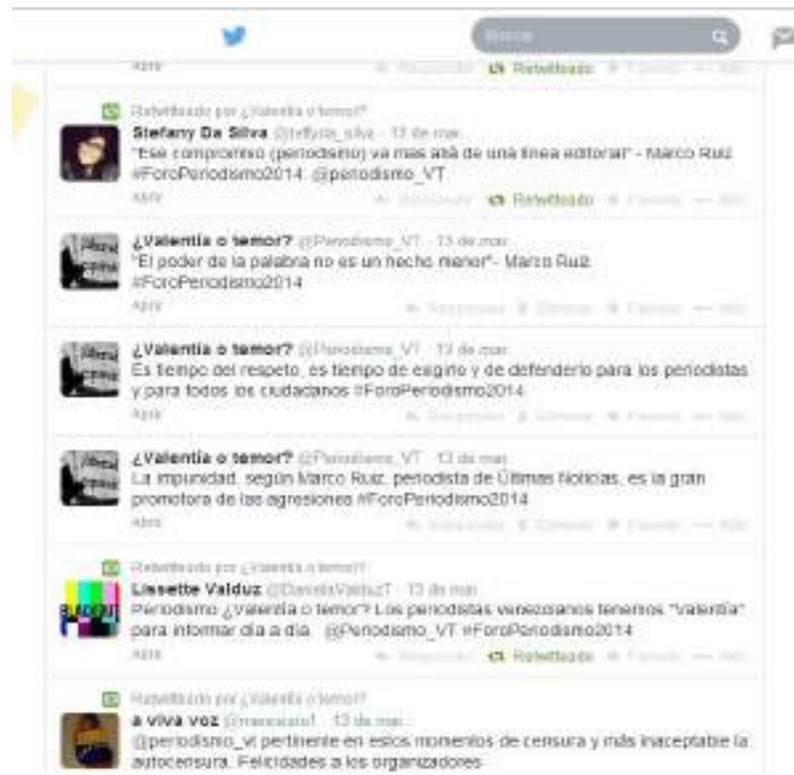 Buscar
Abrir
Retwitteado
Retwitteado por ¿Valentía o temor?
Stefany Da Silva 13 de mar.
"Ese compromiso (periodismo) va mas allá de una línea editorial" - Marco Ruiz
#ForoPeriodismo2014 @periodismo_VT
Abrir Retwitteado
¿Valentía o temor? @Periodismo_VT · 13 de mar.
"El poder de la palabra no es un hecho menor"- Marco Ruiz
#ForoPeriodismo2014
Abrir
¿Valentía o temor? @Periodismo_VT · 13 de mar.
Es tiempo del respeto, es tiempo de exigirlo y de defenderlo para los periodistas
y para todos los ciudadanos #ForoPeriodismo2014
Abrir
¿Valentía o temor? @Periodismo_VT · 13 de mar.
La impunidad, según Marco Ruiz, periodista de Últimas Noticias, es la gran
promotora de las agresiones #ForoPeriodismo2014
Abrir
Retwitteado por ¿Valentía o temor?
Lissette Valduz @DanielaValduzT · 13 de mar.
Periodismo ¿Valentía o temor? Los periodistas venezolanos tenemos "Valentía"
para informar día a día. @Periodismo_VT #ForoPeriodismo2014
Abrir Retwitteado
Retwitteado por ¿Valentía o temor?
a viva voz 13 de mar.
@periodismo_vt pertinente en estos momentos de censura y más inaceptable la
autocensura. Felicidades a los organizadores